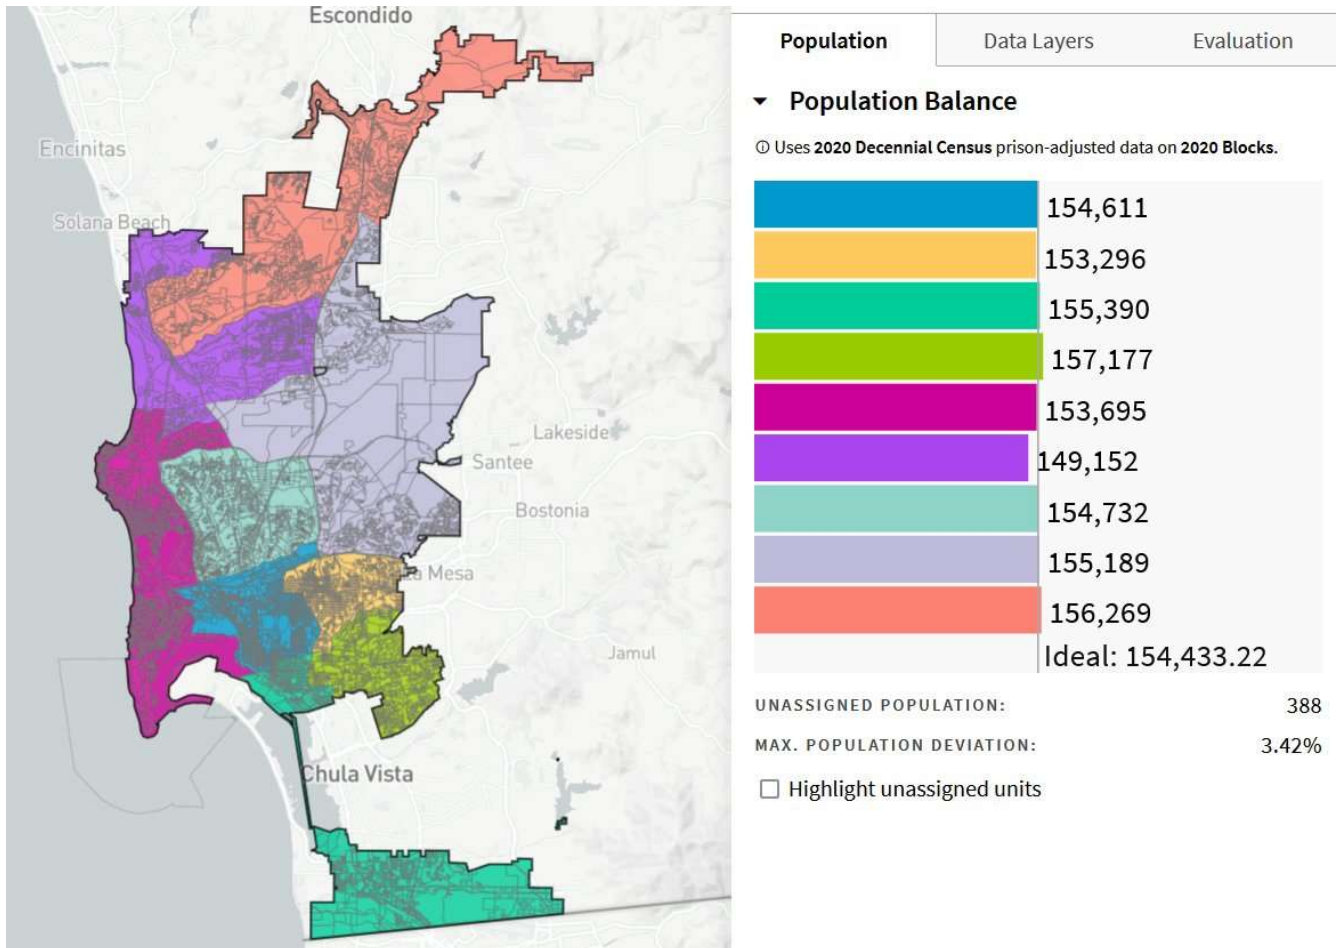 Escondido
Encinitas
Solana Beach
Lakeside
Santee
Bostonia
La Mesa
Jamul
Chula Vista
Population
Data Layers
Evaluation
Population Balance
Uses 2020 Decennial Census prison-adjusted data on 2020 Blocks.
154,611
153,296
155,390
157,177
153,695
149,152
154,732
155,189
156,269
Ideal: 154,433.22
UNASSIGNED POPULATION: 388
MAX. POPULATION DEVIATION: 3.42%
Highlight unassigned units